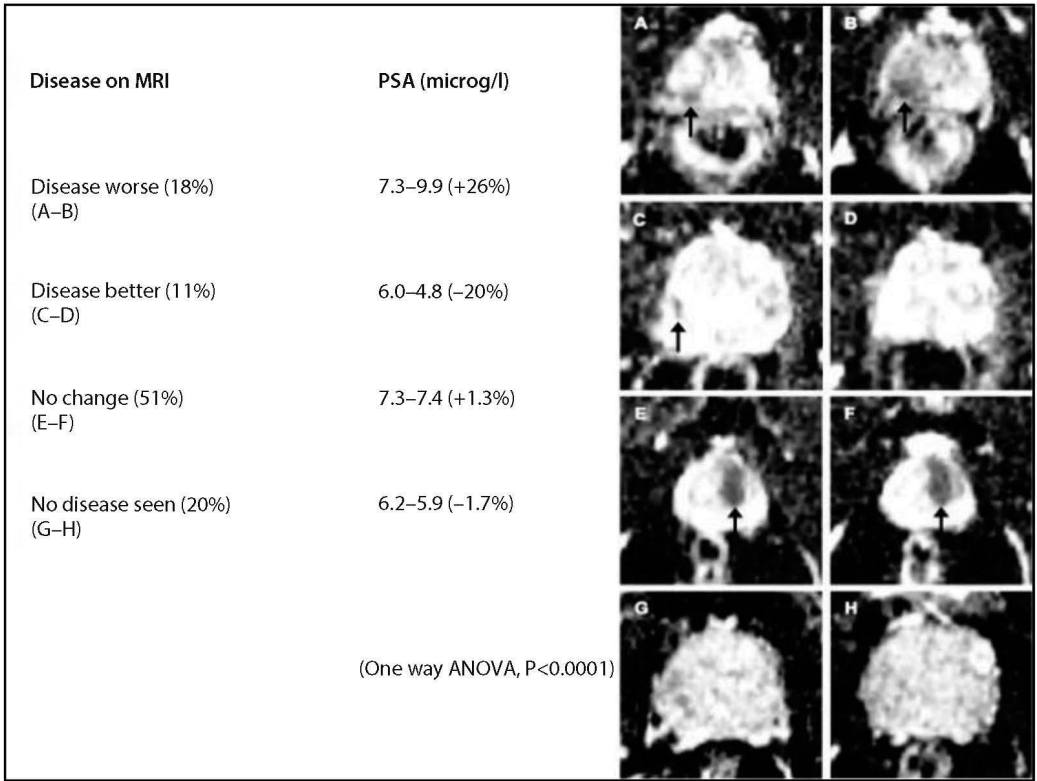 Disease on MRI PSA (microg/l)
Disease worse (18%) 7.3–9.9 (+26%)
(A–B)
Disease better (11%) 6.0–4.8 (–20%)
(C–D)
No change (51%) 7.3–7.4 (+1.3%)
(E–F)
No disease seen (20%) 6.2–5.9 (–1.7%)
(G–H)
(One way ANOVA, P<0.0001)
A B
C D
E F
G H